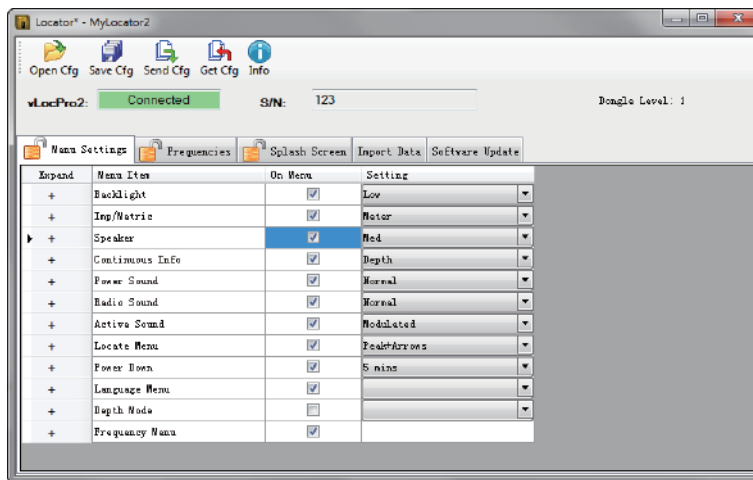 Locator* - MyLocator2
Open Cfg Save Cfg Send Cfg Get Cfg Info
vLocPro2: Connected S/N: 123 Dongle Level: 1
Menu Settings Frequencies Splash Screen Import Data Software Update
Expand Menu Item On Menu Setting
+ Backlight Low
+ Imp/Metric Meter
+ Speaker Med
+ Continuous Info Depth
+ Power Sound Normal
+ Radio Sound Normal
+ Active Sound Modulated
+ Locate Menu Peak+Arrows
+ Power Down 5 mins
+ Language Menu
+ Depth Mode
+ Frequency Menu